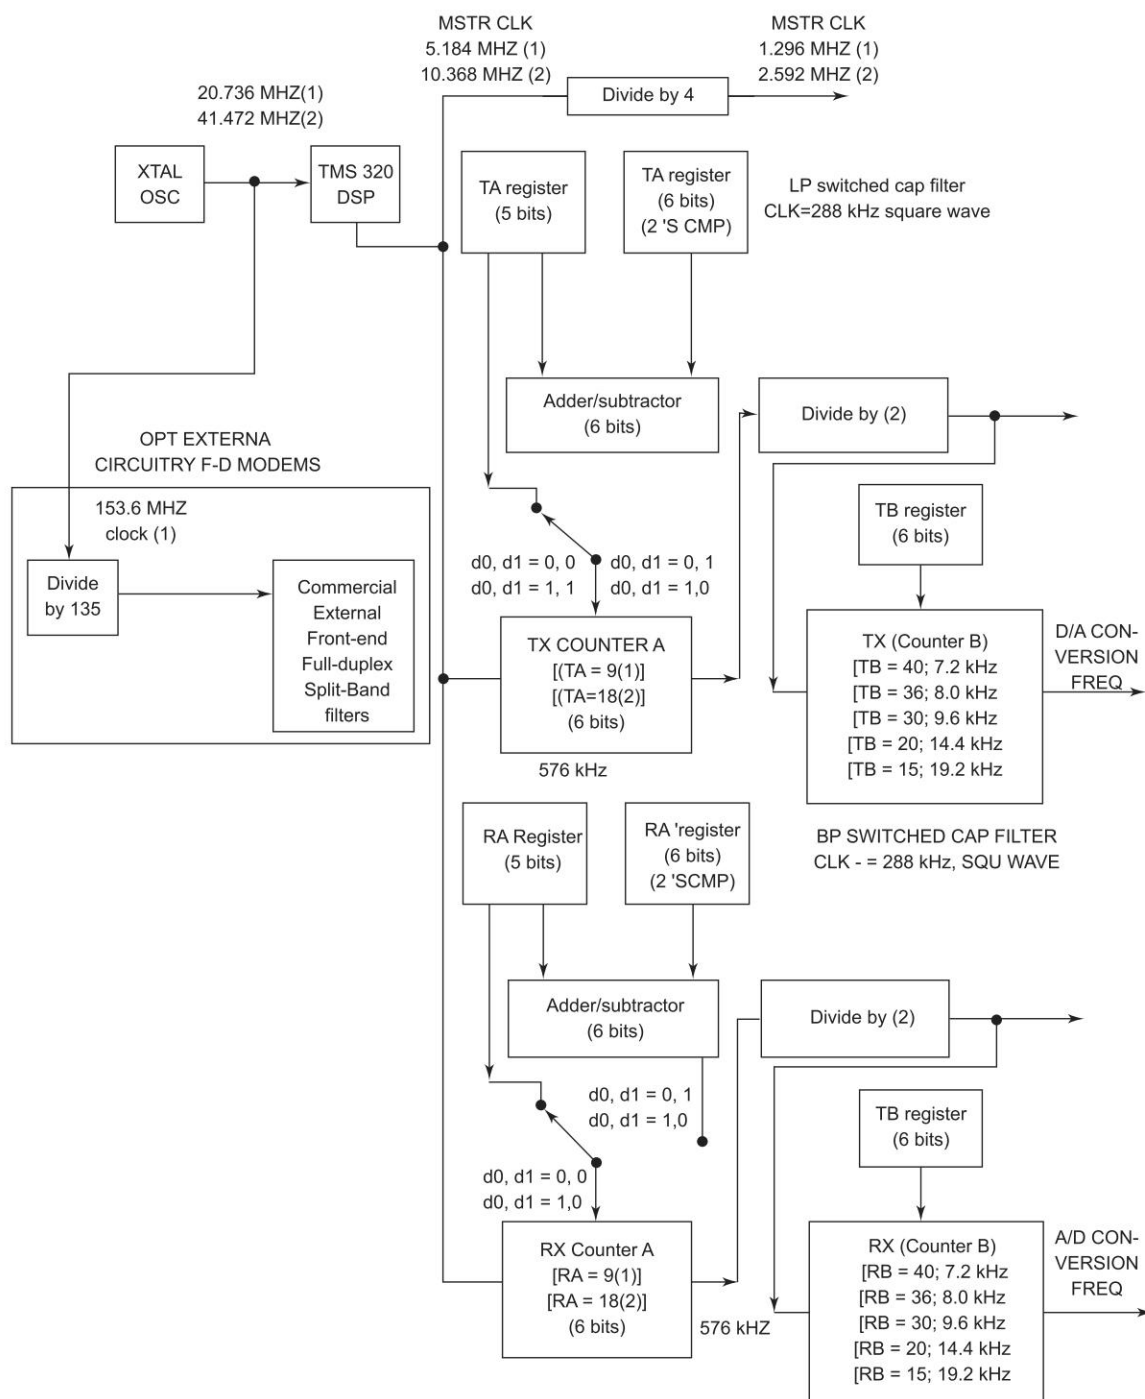 MSTR CLK
5.184 MHZ (1)
10.368 MHZ (2)
MSTR CLK
1.296 MHZ (1)
2.592 MHZ (2)
20.736 MHZ(1)
41.472 MHZ(2)
Divide by 4
XTAL
OSC
TMS 320
DSP
TA register
(5 bits)
TA register
(6 bits)
(2 'S CMP)
LP switched cap filter
CLK=288 kHz square wave
Adder/subtractor
(6 bits)
Divide by (2)
OPT EXTERNA
CIRCUITRY F-D MODEMS
153.6 MHZ
clock (1)
Divide
by 135
Commercial
External
Front-end
Full-duplex
Split-Band
filters
TB register
(6 bits)
d0, d1 = 0, 0
d0, d1 = 1, 1
d0, d1 = 0, 1
d0, d1 = 1,0
TX COUNTER A
[(TA = 9(1)]
[(TA=18(2)]
(6 bits)
576 kHz
TX (Counter B)
[TB = 40; 7.2 kHz
[TB = 36; 8.0 kHz
[TB = 30; 9.6 kHz
[TB = 20; 14.4 kHz
[TB = 15; 19.2 kHz
D/A CON-
VERSION
FREQ
RA Register
(5 bits)
RA 'register
(6 bits)
(2 'SCMP)
BP SWITCHED CAP FILTER
CLK - = 288 kHz, SQU WAVE
Adder/subtractor
(6 bits)
Divide by (2)
d0, d1 = 0, 1
d0, d1 = 1,0
TB register
(6 bits)
d0, d1 = 0, 0
d0, d1 = 1,0
RX Counter A
[RA = 9(1)]
[RA = 18(2)]
(6 bits)
576 kHZ
RX (Counter B)
[RB = 40; 7.2 kHz
[RB = 36; 8.0 kHz
[RB = 30; 9.6 kHz
[RB = 20; 14.4 kHz
[RB = 15; 19.2 kHz
A/D CON-
VERSION
FREQ